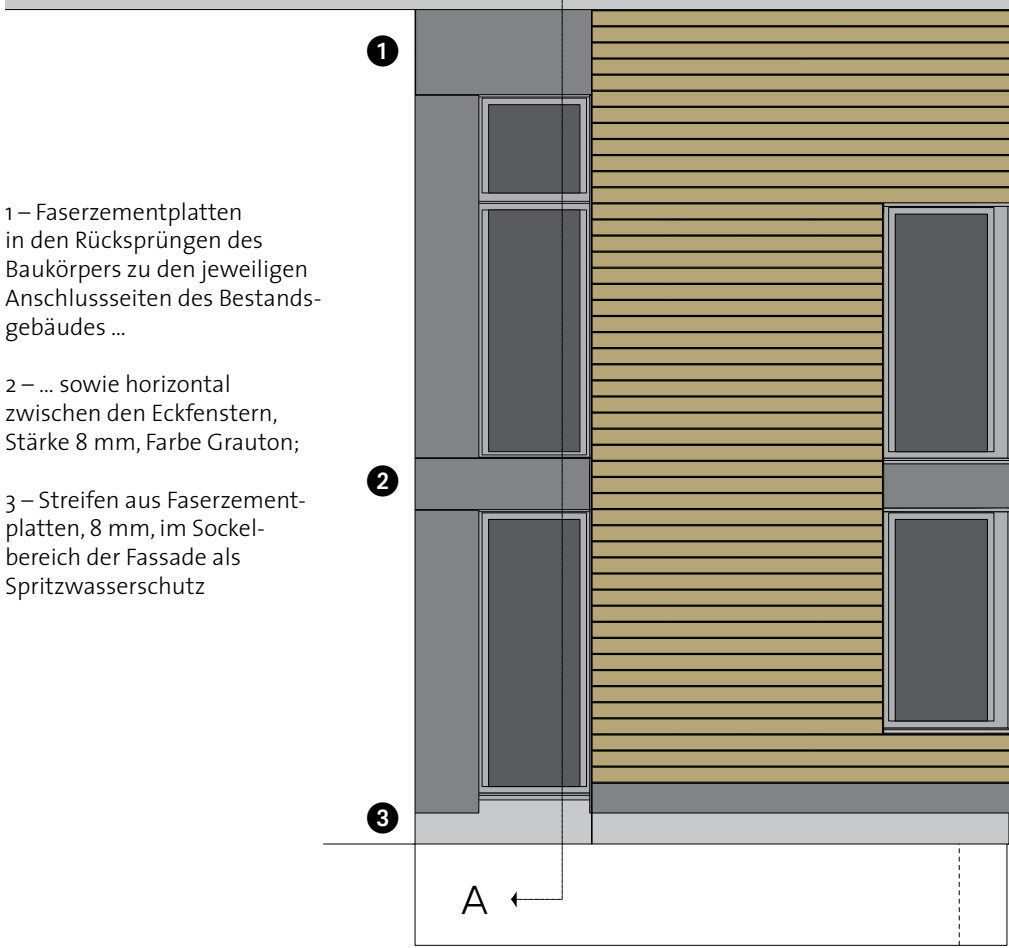 1
1 – Faserzementplatten
in den Rücksprüngen des
Baukörpers zu den jeweiligen
Anschlussseiten des Bestands-
gebäudes ...
2 – ... sowie horizontal
zwischen den Eckfenstern,
Stärke 8 mm, Farbe Grauton;
2
3 – Streifen aus Faserzement-
platten, 8 mm, im Sockel-
bereich der Fassade als
Spritzwasserschutz
3
A